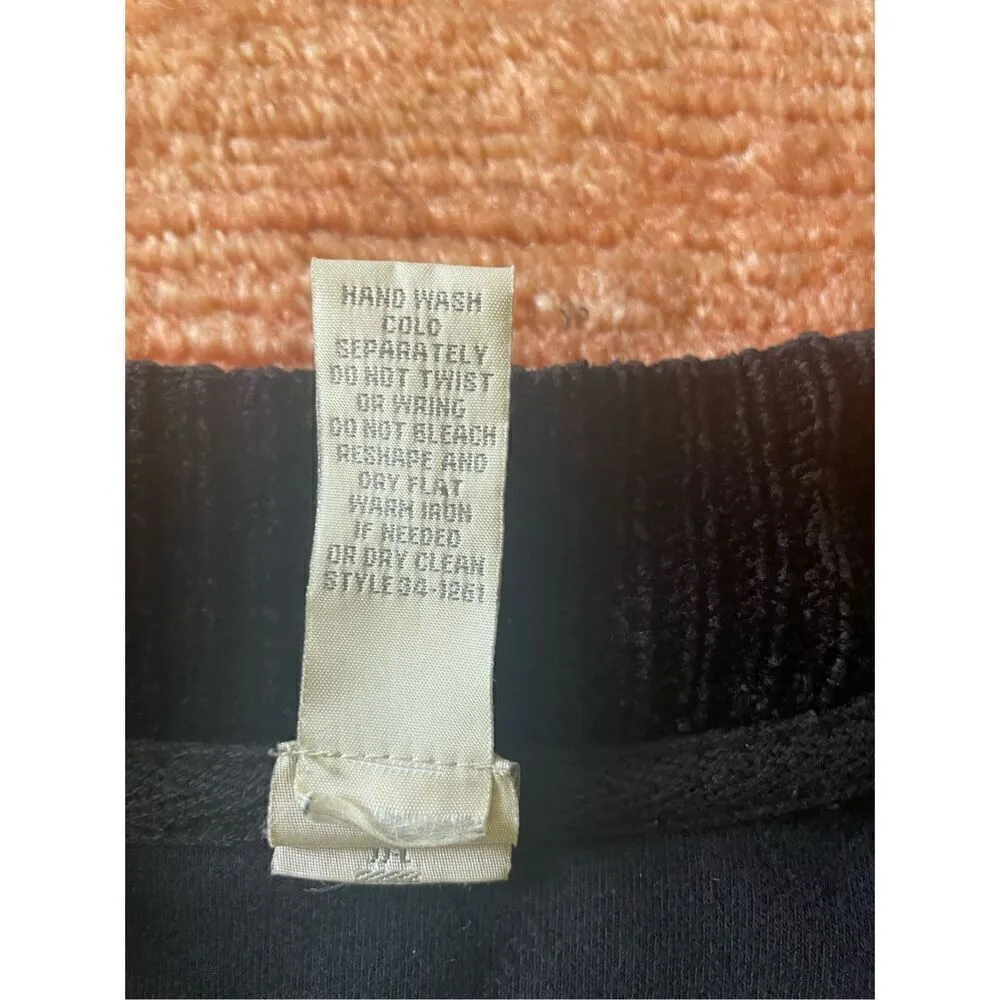 HAND WASH
COLD
SEPARATELY
DO NOT TWIST
OR WRING
DO NOT BLEACH
RESHAPE AND
DRY FLAT
WARM IRON
IF NEEDED
OR DRY CLEAN
STYLE 34-1261